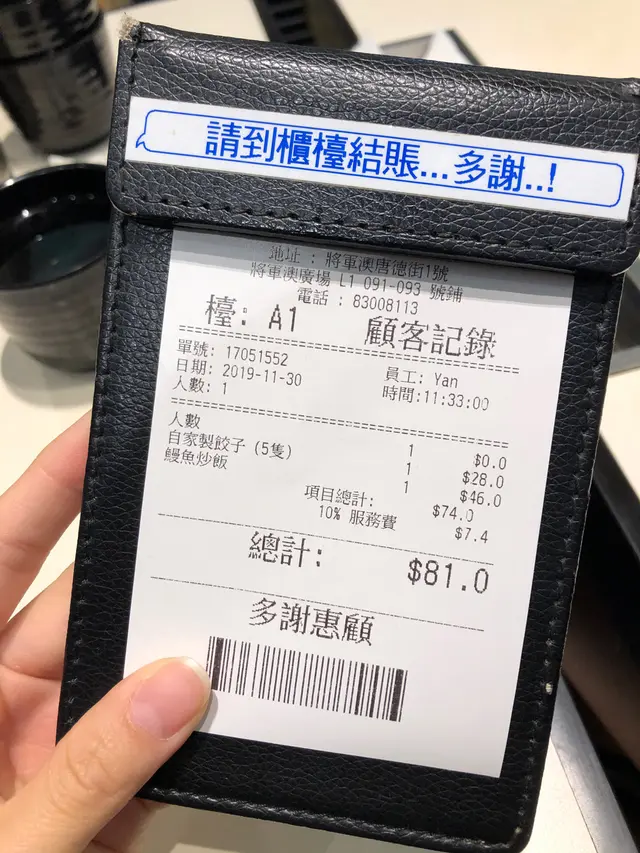 請到櫃檯結賬...多謝..!
地址 : 將軍澳唐德街1號
將軍澳廣場 L1 091-093 號鋪
電話 : 83008113
檯: A1 顧客記錄
單號: 17051552 員工: Yan
日期: 2019-11-30 時間:11:33:00
人數: 1
人數 1 $0.0
自家製餃子 (5隻) 1 $28.0
鰻魚炒飯 1 $46.0
項目總計: $74.0
10% 服務費 $7.4
總計: $81.0
多謝惠顧